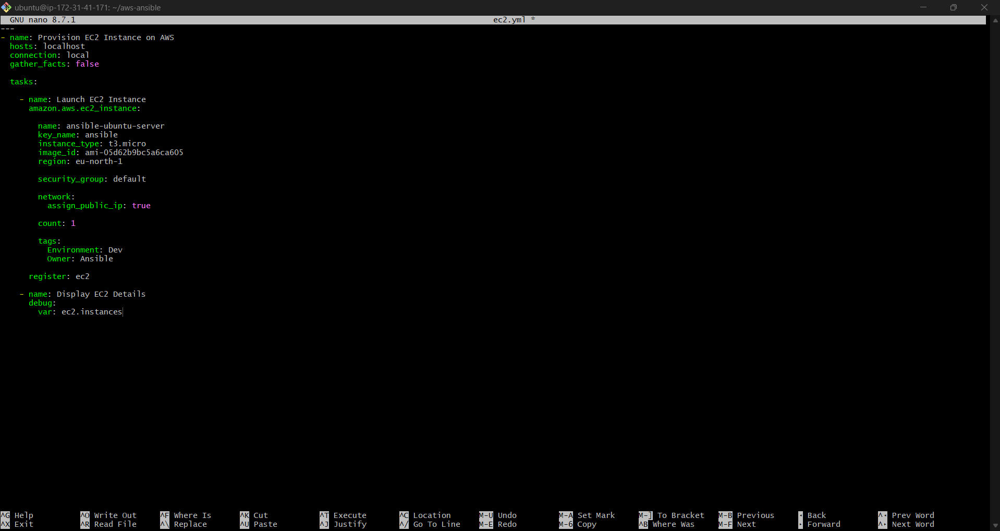 ubuntu@ip-172-31-41-171: ~/aws-ansible
GNU nano 8.7.1 ec2.yml *
---
- name: Provision EC2 Instance on AWS
  hosts: localhost
  connection: local
  gather_facts: false
  tasks:
    - name: Launch EC2 Instance
      amazon.aws.ec2_instance:
        name: ansible-ubuntu-server
        key_name: ansible
        instance_type: t3.micro
        image_id: ami-05d62b9bc5a6ca605
        region: eu-north-1
        security_group: default
        network:
          assign_public_ip: true
        count: 1
        tags:
          Environment: Dev
          Owner: Ansible
      register: ec2
    - name: Display EC2 Details
      debug:
        var: ec2.instances
^G Help ^O Write Out ^F Where Is ^K Cut ^T Execute ^C Location M-U Undo M-A Set Mark M-] To Bracket M-B Previous ◂ Back ^◂ Prev Word
^X Exit ^R Read File ^\ Replace ^U Paste ^J Justify ^/ Go To Line M-E Redo M-6 Copy ^B Where Was M-F Next ▸ Forward ^▸ Next Word